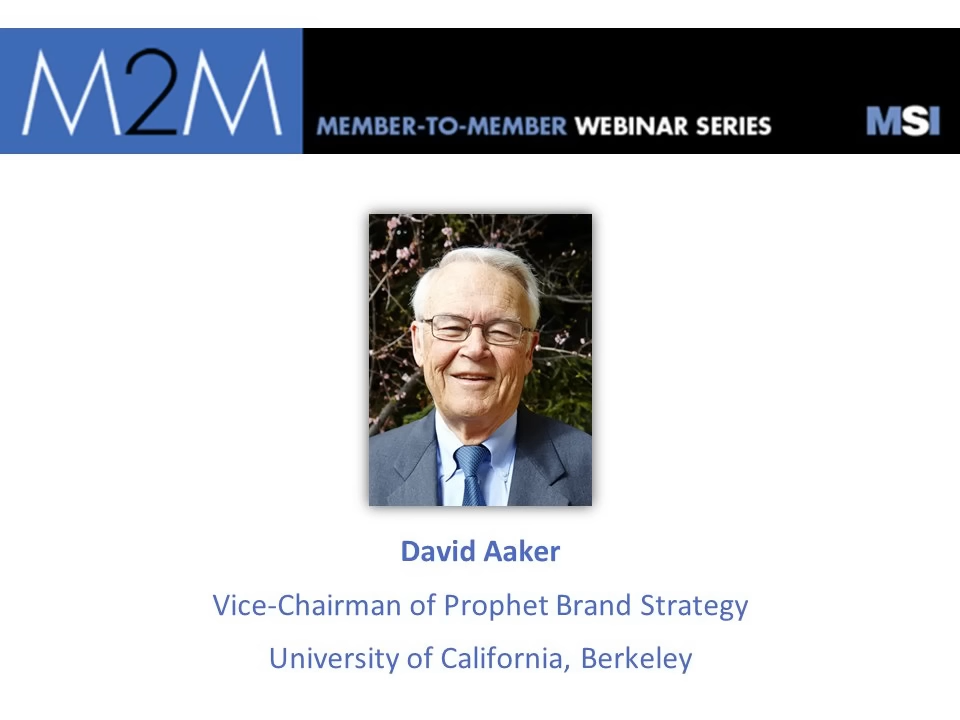 M2M
MEMBER-TO-MEMBER WEBINAR SERIES
MSI
David Aaker
Vice-Chairman of Prophet Brand Strategy
University of California, Berkeley